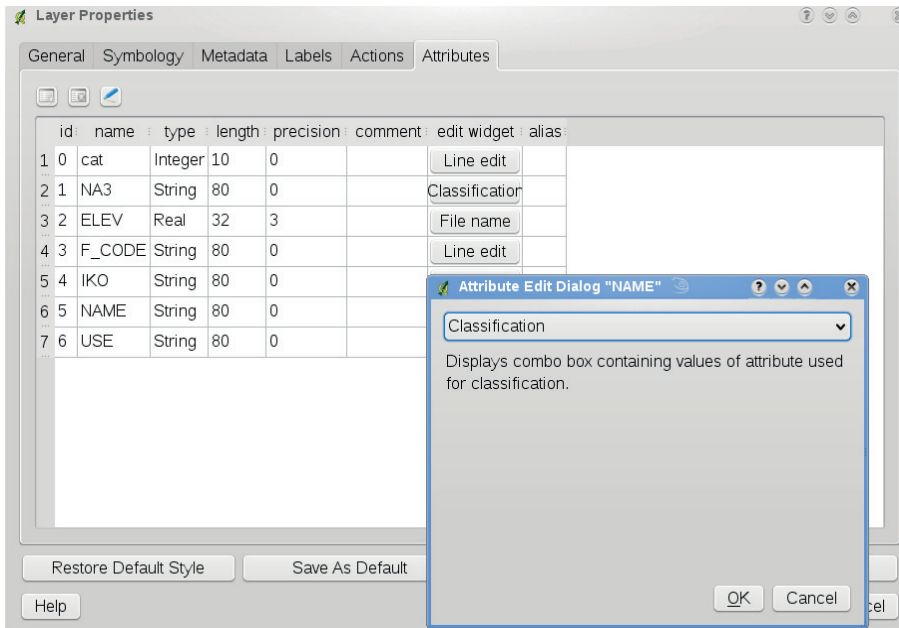 Layer Properties
General Symbology Metadata Labels Actions Attributes
id name type length precision comment edit widget alias
1 0 cat Integer 10 0 Line edit
2 1 NA3 String 80 0 Classification
3 2 ELEV Real 32 3 File name
4 3 F_CODE String 80 0 Line edit
5 4 IKO String 80 0
6 5 NAME String 80 0
7 6 USE String 80 0
Attribute Edit Dialog "NAME"
Classification
Displays combo box containing values of attribute used
for classification.
OK Cancel
Restore Default Style Save As Default
Help